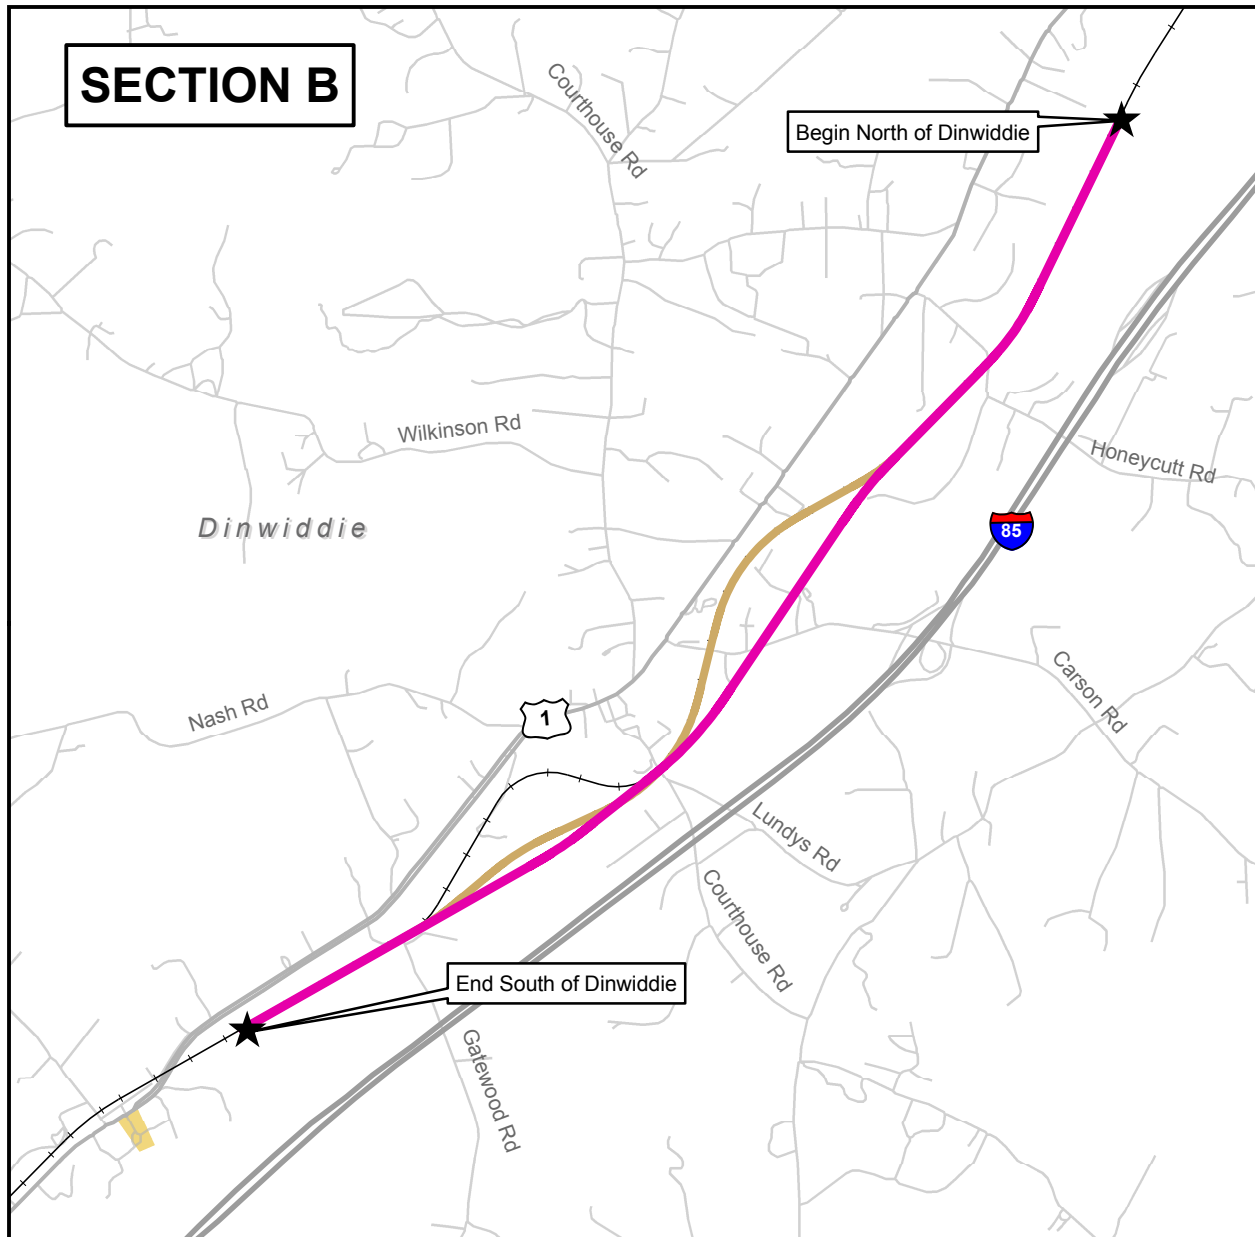 SECTION B
Courthouse Rd
Begin North of Dinwiddie
Wilkinson Rd
Honeycutt Rd
Dinwiddie
85
Carson Rd
Nash Rd
1
Lundys Rd
Courthouse Rd
End South of Dinwiddie
Gatewood Rd